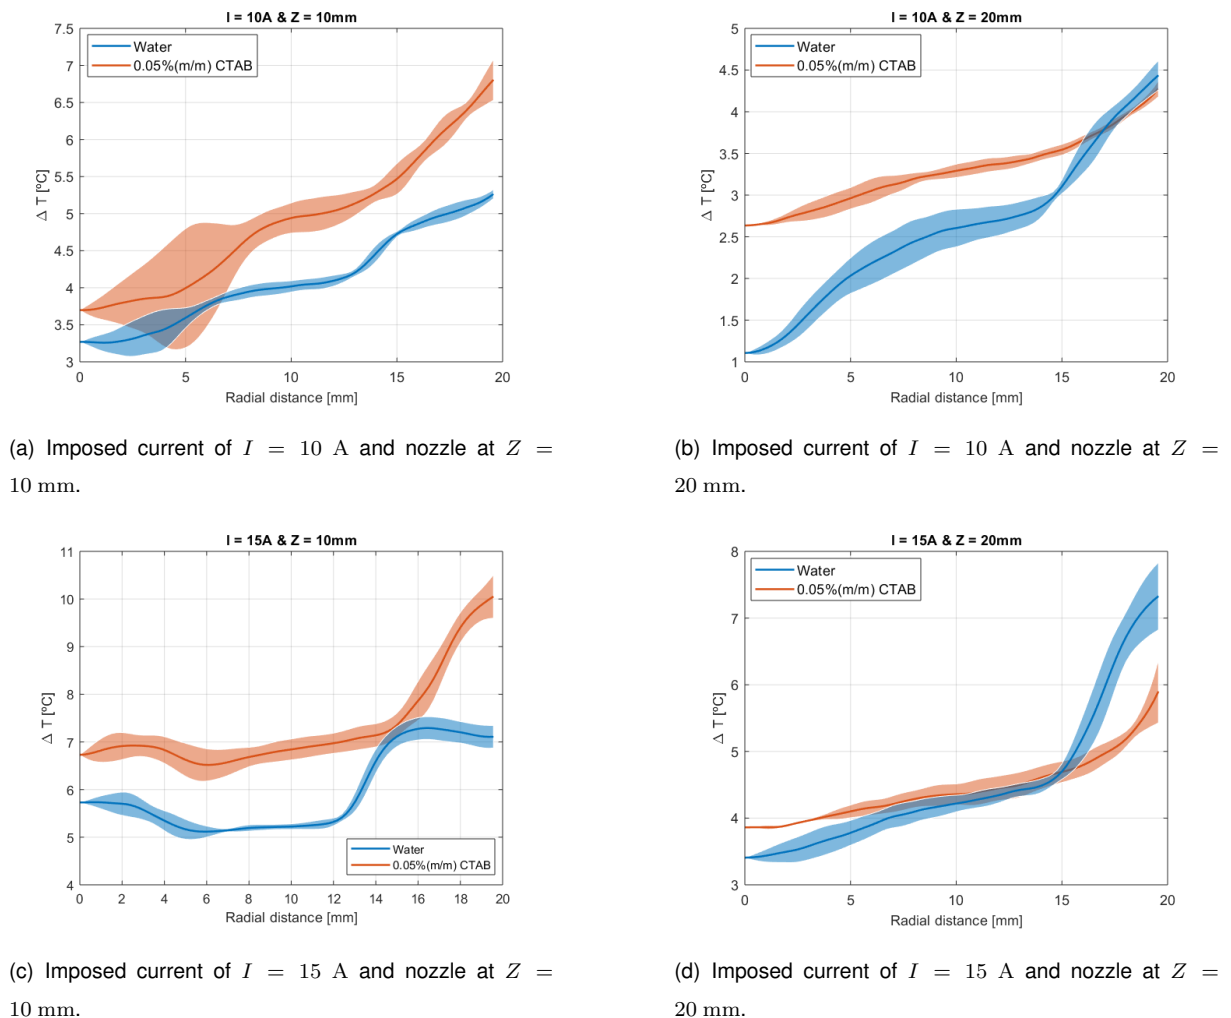 I = 10A & Z = 10mm
7.5
7
6.5
6
5.5
5
4.5
4
3.5
3
Δ T [ºC]
Water
0.05%(m/m) CTAB
0 5 10 15 20
Radial distance [mm]
I = 10A & Z = 20mm
5
4.5
4
3.5
3
2.5
2
1.5
1
Δ T [ºC]
Water
0.05%(m/m) CTAB
0 5 10 15 20
Radial distance [mm]
(a) Imposed current of I = 10 A and nozzle at Z =
10 mm.
(b) Imposed current of I = 10 A and nozzle at Z =
20 mm.
I = 15A & Z = 10mm
11
10
9
8
7
6
5
4
Δ T [ºC]
Water
0.05%(m/m) CTAB
0 2 4 6 8 10 12 14 16 18 20
Radial distance [mm]
I = 15A & Z = 20mm
8
7
6
5
4
3
Δ T [ºC]
Water
0.05%(m/m) CTAB
0 5 10 15 20
Radial distance [mm]
(c) Imposed current of I = 15 A and nozzle at Z =
10 mm.
(d) Imposed current of I = 15 A and nozzle at Z =
20 mm.